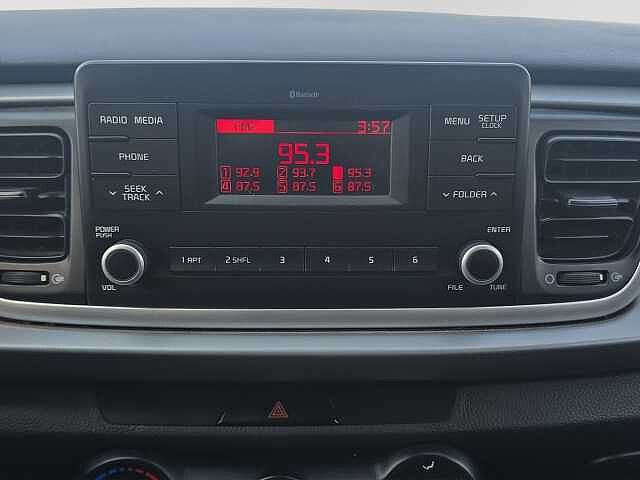 Bluetooth
RADIO MEDIA
PHONE
SEEK
TRACK
POWER
PUSH
VOL
3:57
95.3
1 92.9 2 93.7 95.3
4 87.5 5 87.5 6 87.5
1 RPT 2 SHFL 3 4 5 6
MENU SETUP
CLOCK
BACK
FOLDER
ENTER
FILE TUNE